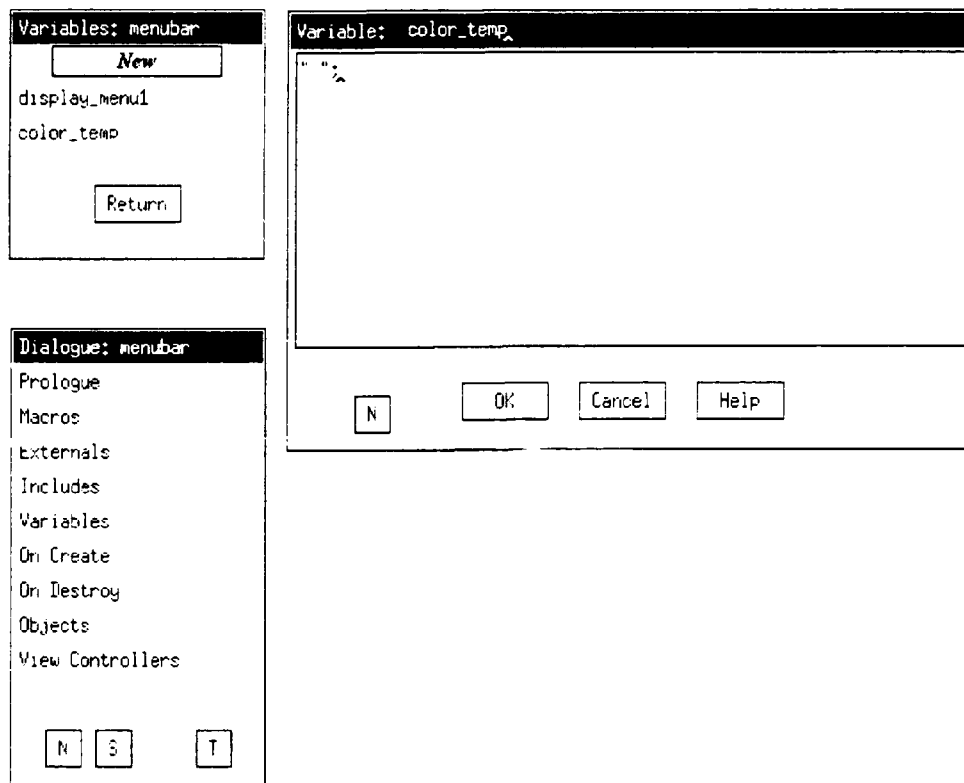 Variables: menubar
New
display_menu1
color_temp
Return
Variable: color_temp
" ";
N
OK
Cancel
Help
Dialogue: menubar
Prologue
Macros
Externals
Includes
Variables
On Create
On Destroy
Objects
View Controllers
N S T